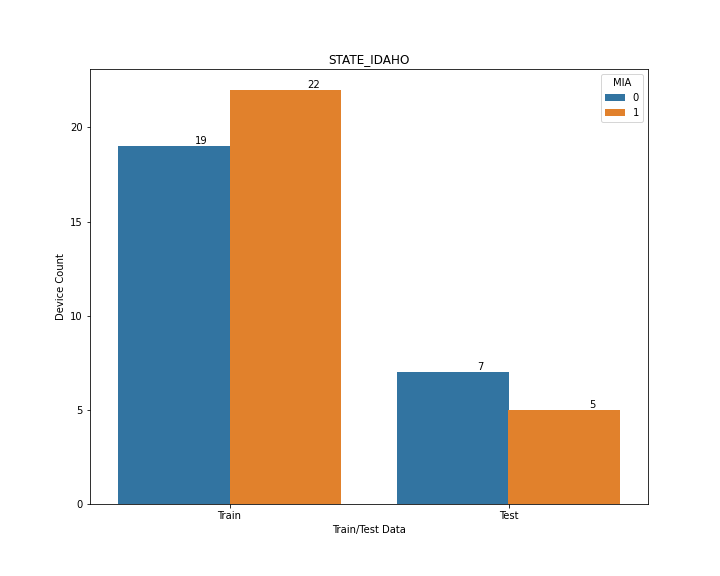 STATE_IDAHO
MIA
0
1
22
19
7
5
20
15
10
5
0
Device Count
Train
Test
Train/Test Data